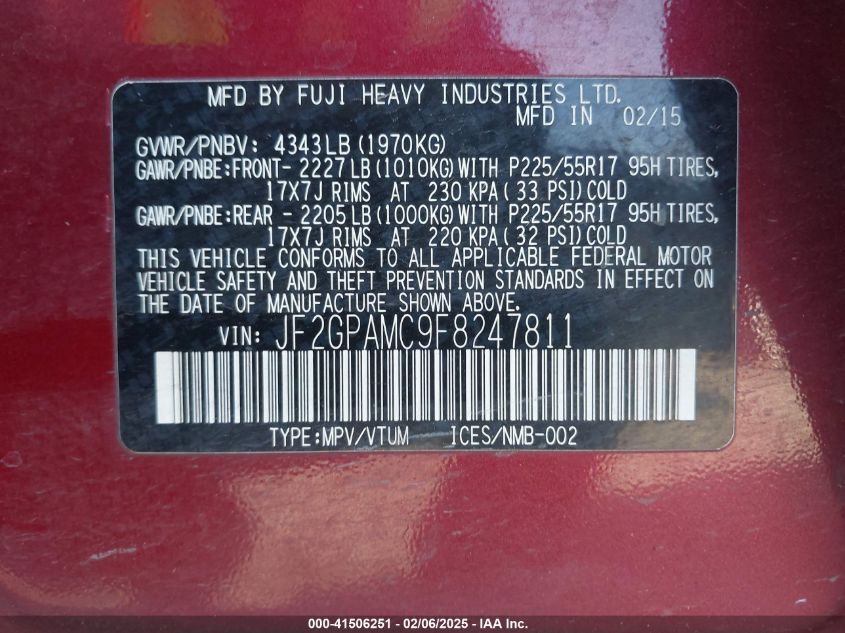 MFD BY FUJI HEAVY INDUSTRIES LTD.
MFD IN 02/15
GVWR/PNBV: 4343LB (1970KG)
GAWR/PNBE:FRONT- 2227LB (1010KG) WITH P225/55R17 95H TIRES,
17X7J RIMS AT 230 KPA( 33 PSI) COLD
GAWR/PNBE:REAR - 2205LB (1000KG) WITH P225/55R17 95H TIRES,
17X7J RIMS AT 220 KPA( 32 PSI) COLD
THIS VEHICLE CONFORMS TO ALL APPLICABLE FEDERAL MOTOR
VEHICLE SAFETY AND THEFT PREVENTION STANDARDS IN EFFECT ON
THE DATE OF MANUFACTURE SHOWN ABOVE.
VIN: JF2GPAMC9F8247811
TYPE:MPV/VTUM ICES/NMB-002
000-41506251 - 02/06/2025 - IAA Inc.